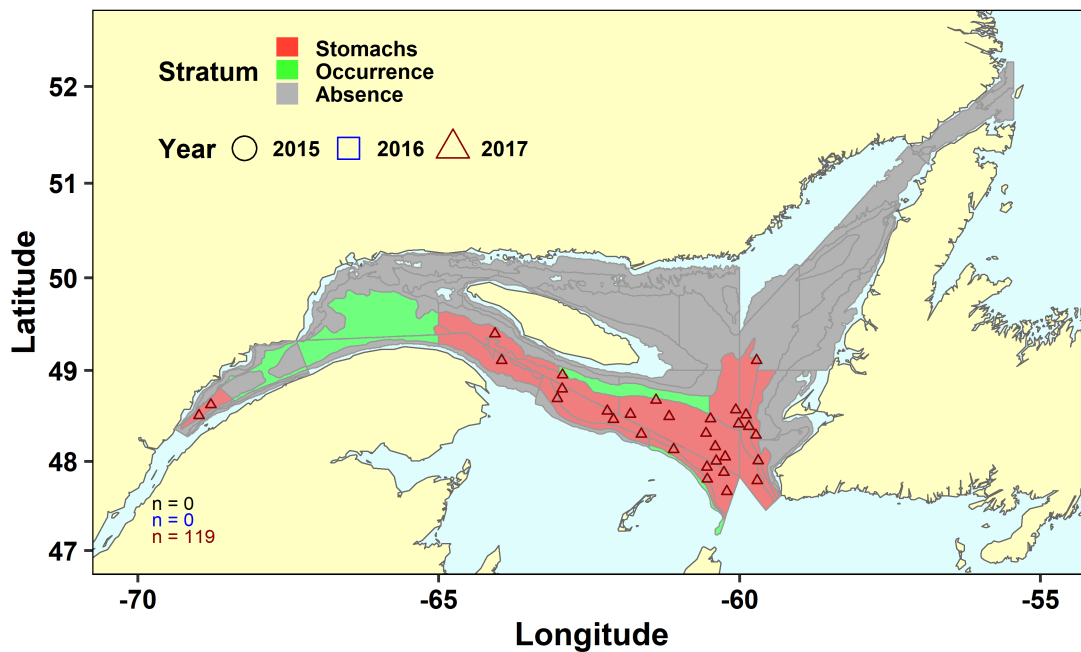 Stratum
Stomachs
Occurrence
Absence
Year
2015
2016
2017
Latitude
52
51
50
49
48
47
n = 0
n = 0
n = 119
-70
-65
-60
-55
Longitude